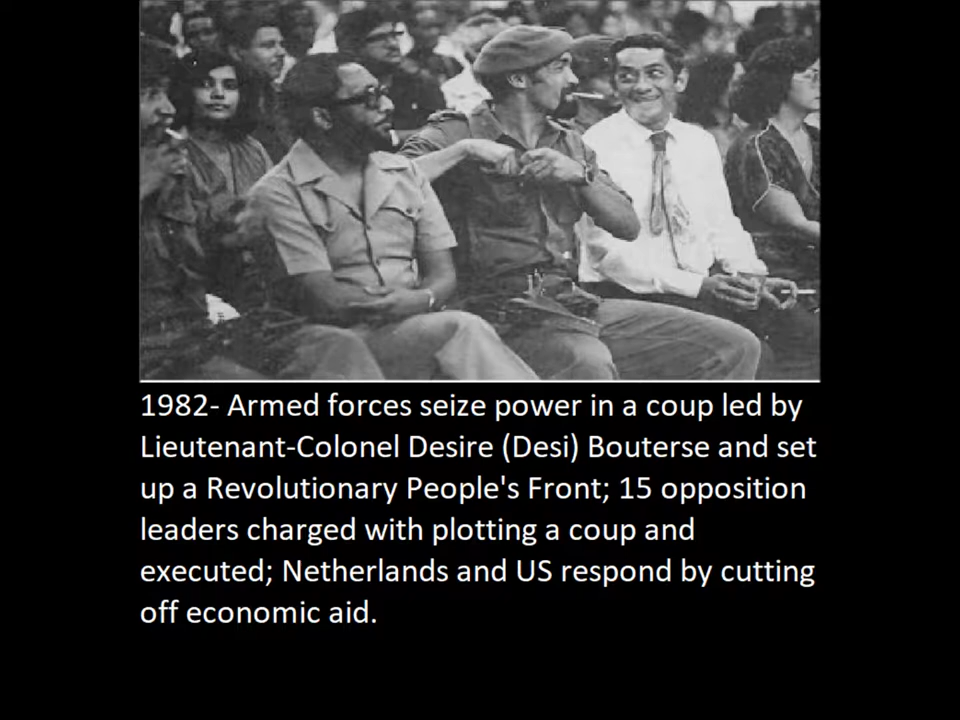 1982- Armed forces seize power in a coup led by
Lieutenant-Colonel Desire (Desi) Bouterse and set
up a Revolutionary People's Front; 15 opposition
leaders charged with plotting a coup and
executed; Netherlands and US respond by cutting
off economic aid.